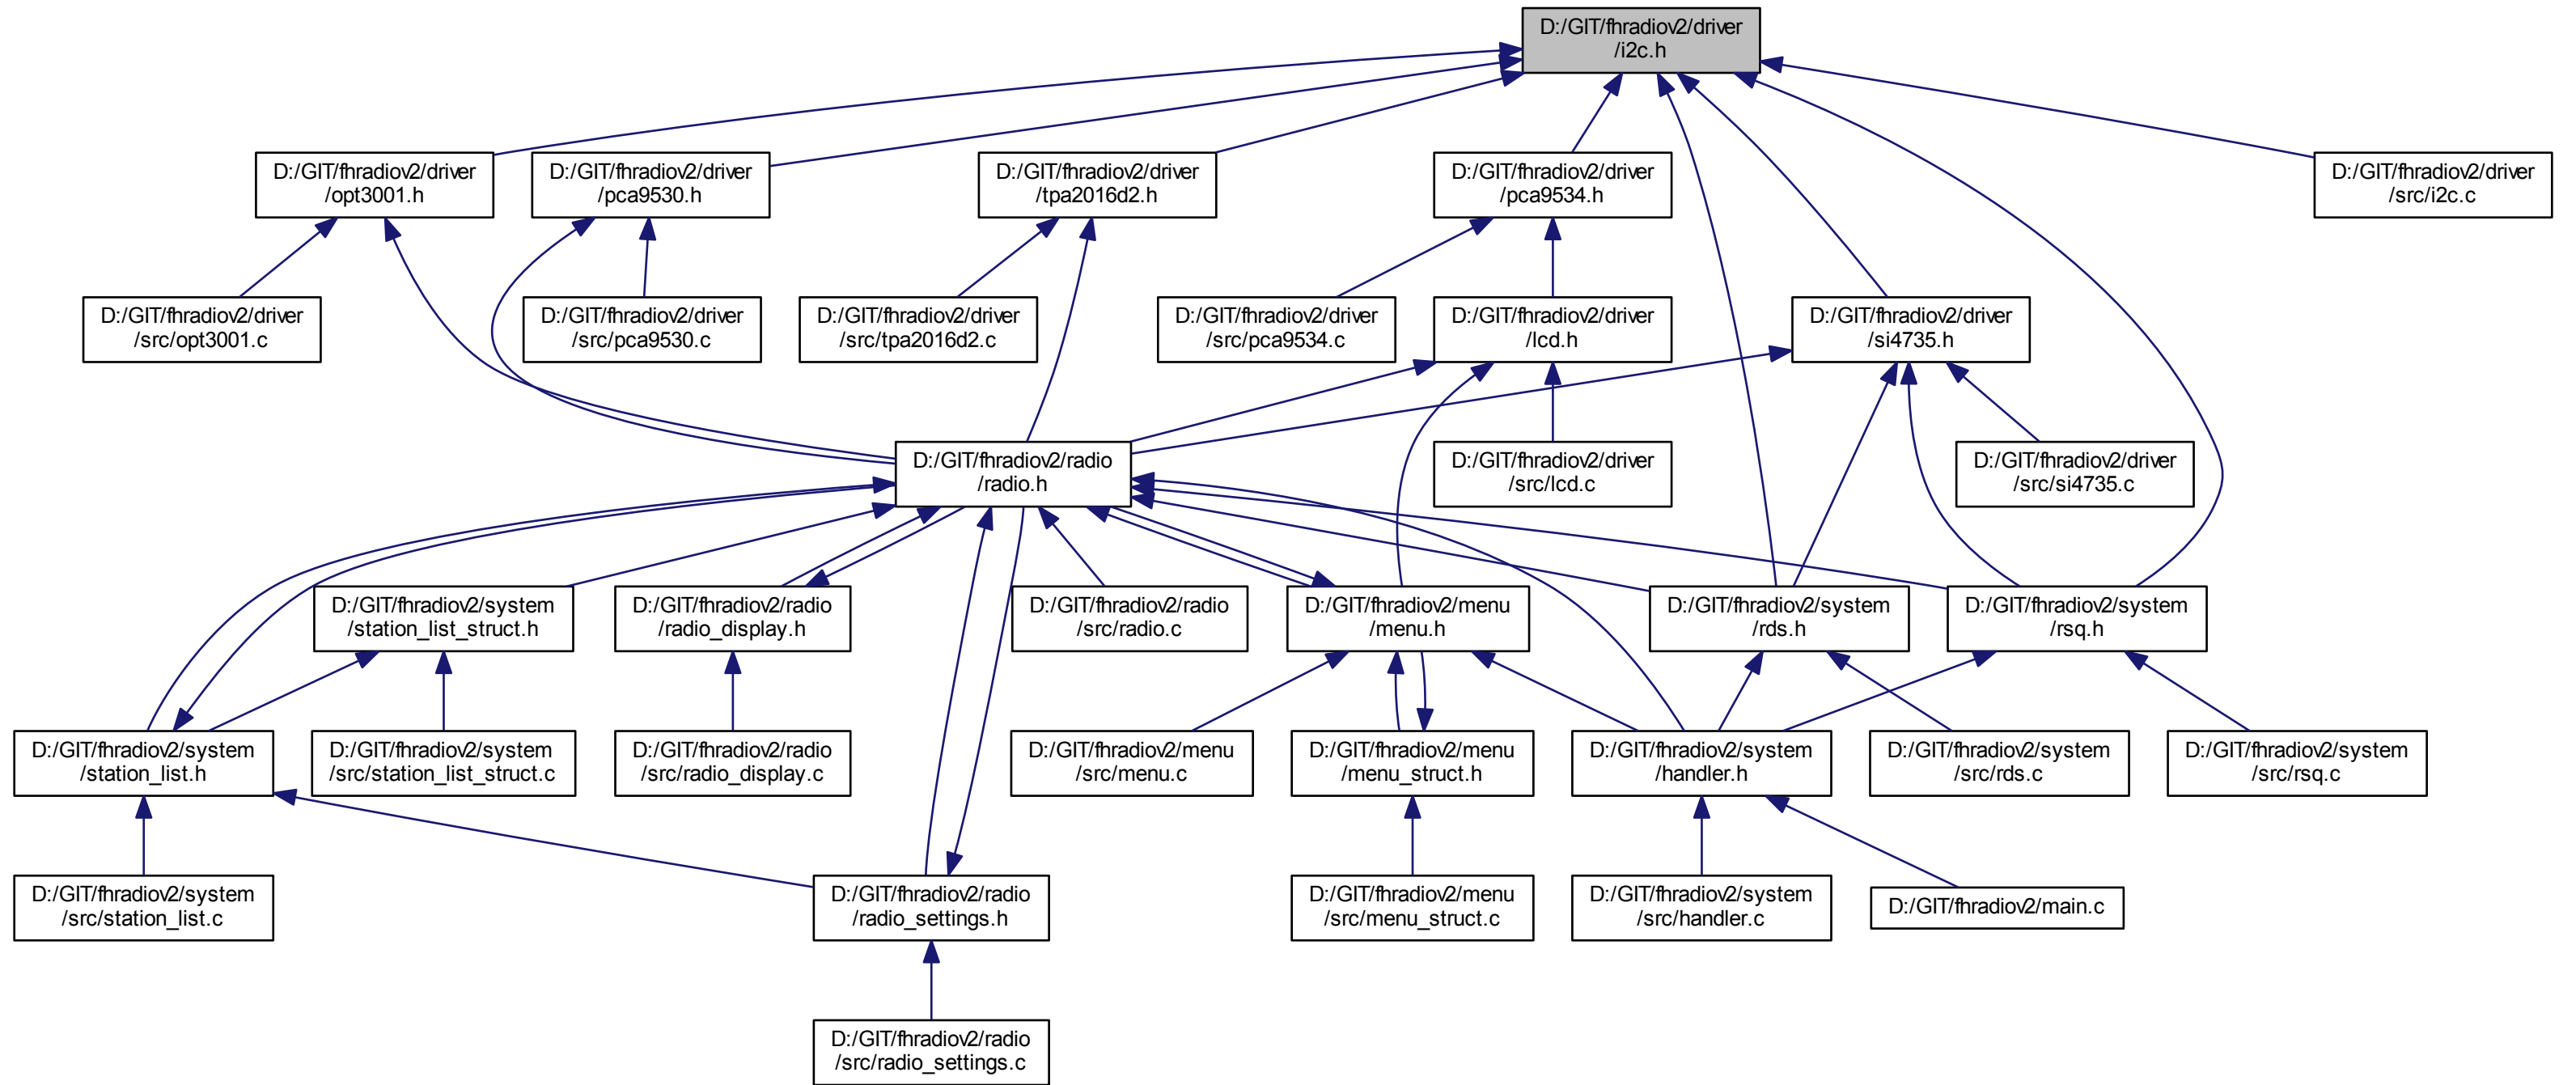 D:/GIT/fhradiov2/driver
/i2c.h
D:/GIT/fhradiov2/driver
/opt3001.h
D:/GIT/fhradiov2/driver
/pca9530.h
D:/GIT/fhradiov2/driver
/tpa2016d2.h
D:/GIT/fhradiov2/driver
/pca9534.h
D:/GIT/fhradiov2/driver
/src/i2c.c
D:/GIT/fhradiov2/driver
/src/opt3001.c
D:/GIT/fhradiov2/driver
/src/pca9530.c
D:/GIT/fhradiov2/driver
/src/tpa2016d2.c
D:/GIT/fhradiov2/driver
/src/pca9534.c
D:/GIT/fhradiov2/driver
/lcd.h
D:/GIT/fhradiov2/driver
/si4735.h
D:/GIT/fhradiov2/radio
/radio.h
D:/GIT/fhradiov2/driver
/src/lcd.c
D:/GIT/fhradiov2/driver
/src/si4735.c
D:/GIT/fhradiov2/system
/station_list_struct.h
D:/GIT/fhradiov2/radio
/radio_display.h
D:/GIT/fhradiov2/radio
/src/radio.c
D:/GIT/fhradiov2/menu
/menu.h
D:/GIT/fhradiov2/system
/rds.h
D:/GIT/fhradiov2/system
/rsq.h
D:/GIT/fhradiov2/system
/station_list.h
D:/GIT/fhradiov2/system
/src/station_list_struct.c
D:/GIT/fhradiov2/radio
/src/radio_display.c
D:/GIT/fhradiov2/menu
/src/menu.c
D:/GIT/fhradiov2/menu
/menu_struct.h
D:/GIT/fhradiov2/system
/handler.h
D:/GIT/fhradiov2/system
/src/rds.c
D:/GIT/fhradiov2/system
/src/rsq.c
D:/GIT/fhradiov2/system
/src/station_list.c
D:/GIT/fhradiov2/radio
/radio_settings.h
D:/GIT/fhradiov2/menu
/src/menu_struct.c
D:/GIT/fhradiov2/system
/src/handler.c
D:/GIT/fhradiov2/main.c
D:/GIT/fhradiov2/radio
/src/radio_settings.c